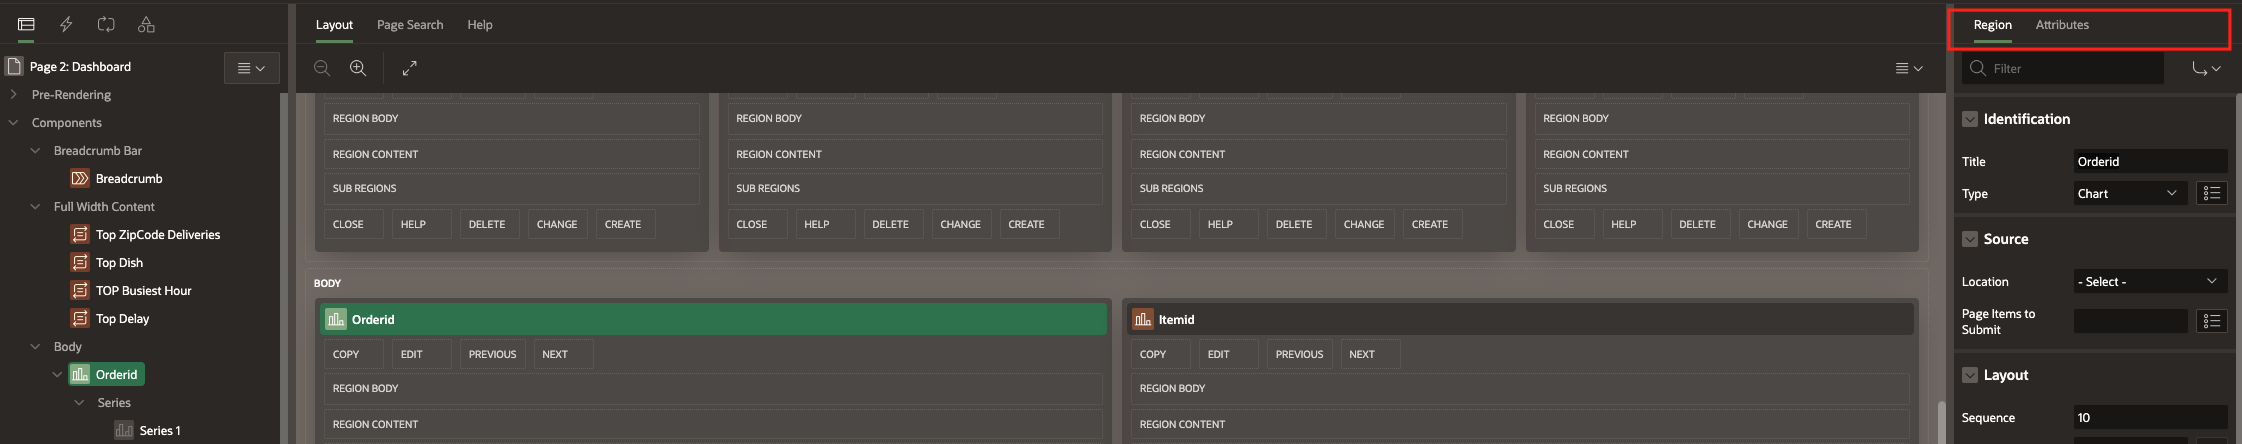 Page 2: Dashboard
Pre-Rendering
Components
Breadcrumb Bar
Breadcrumb
Full Width Content
Top ZipCode Deliveries
Top Dish
TOP Busiest Hour
Top Delay
Body
Orderid
Series
Series 1
Layout Page Search Help
REGION BODY REGION BODY REGION BODY REGION BODY
REGION CONTENT REGION CONTENT REGION CONTENT REGION CONTENT
SUB REGIONS SUB REGIONS SUB REGIONS SUB REGIONS
CLOSE HELP DELETE CHANGE CREATE CLOSE HELP DELETE CHANGE CREATE CLOSE HELP DELETE CHANGE CREATE CLOSE HELP DELETE CHANGE CREATE
BODY
Orderid Itemid
COPY EDIT PREVIOUS NEXT COPY EDIT PREVIOUS NEXT
REGION BODY REGION BODY
REGION CONTENT REGION CONTENT
Region Attributes
Filter
Identification
Title Orderid
Type Chart
Source
Location - Select -
Page Items to
Submit
Layout
Sequence 10